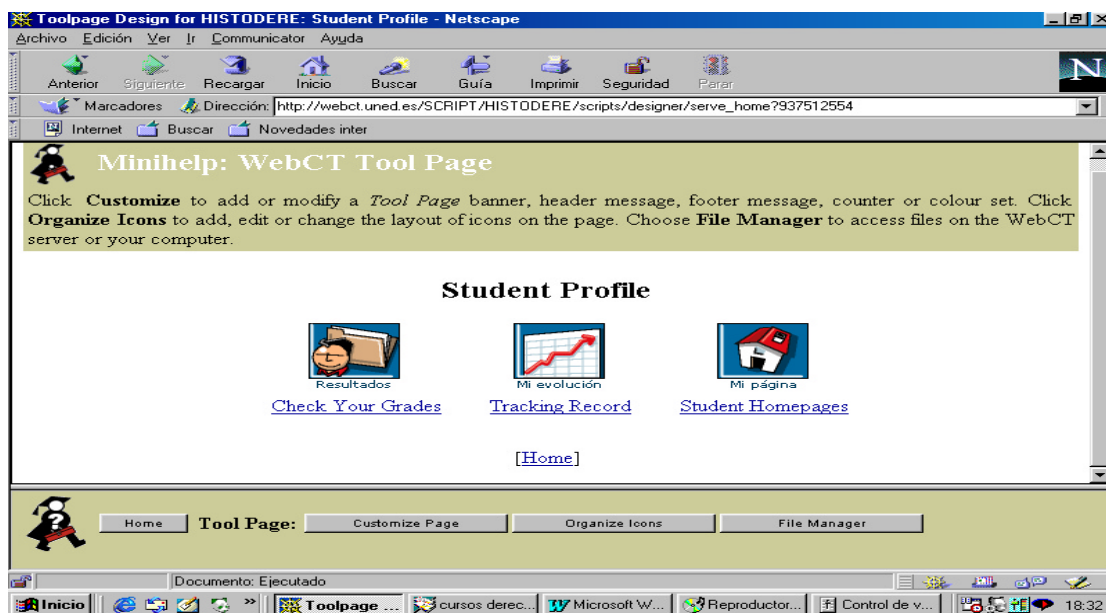 Toolpage Design for HISTODERE: Student Profile - Netscape
Archivo Edición Ver Ir Communicator Ayuda
Anterior Siguiente Recargar Inicio Buscar Guía Imprimir Seguridad Parar
N
Marcadores Dirección: http://webct.uned.es/SCRIPT/HISTODERE/scripts/designer/serve_home?937512554
Internet Buscar Novedades inter
Minihelp: WebCT Tool Page
Click Customize to add or modify a Tool Page banner, header message, footer message, counter or colour set. Click
Organize Icons to add, edit or change the layout of icons on the page. Choose File Manager to access files on the WebCT
server or your computer.
Student Profile
Resultados Mi evolución Mi página
Check Your Grades Tracking Record Student Homepages
[Home]
Home Tool Page: Customize Page Organize Icons File Manager
Documento: Ejecutado
Inicio » Toolpage ... cursos derec... Microsoft W... Reproductor... Control de v... 18:32